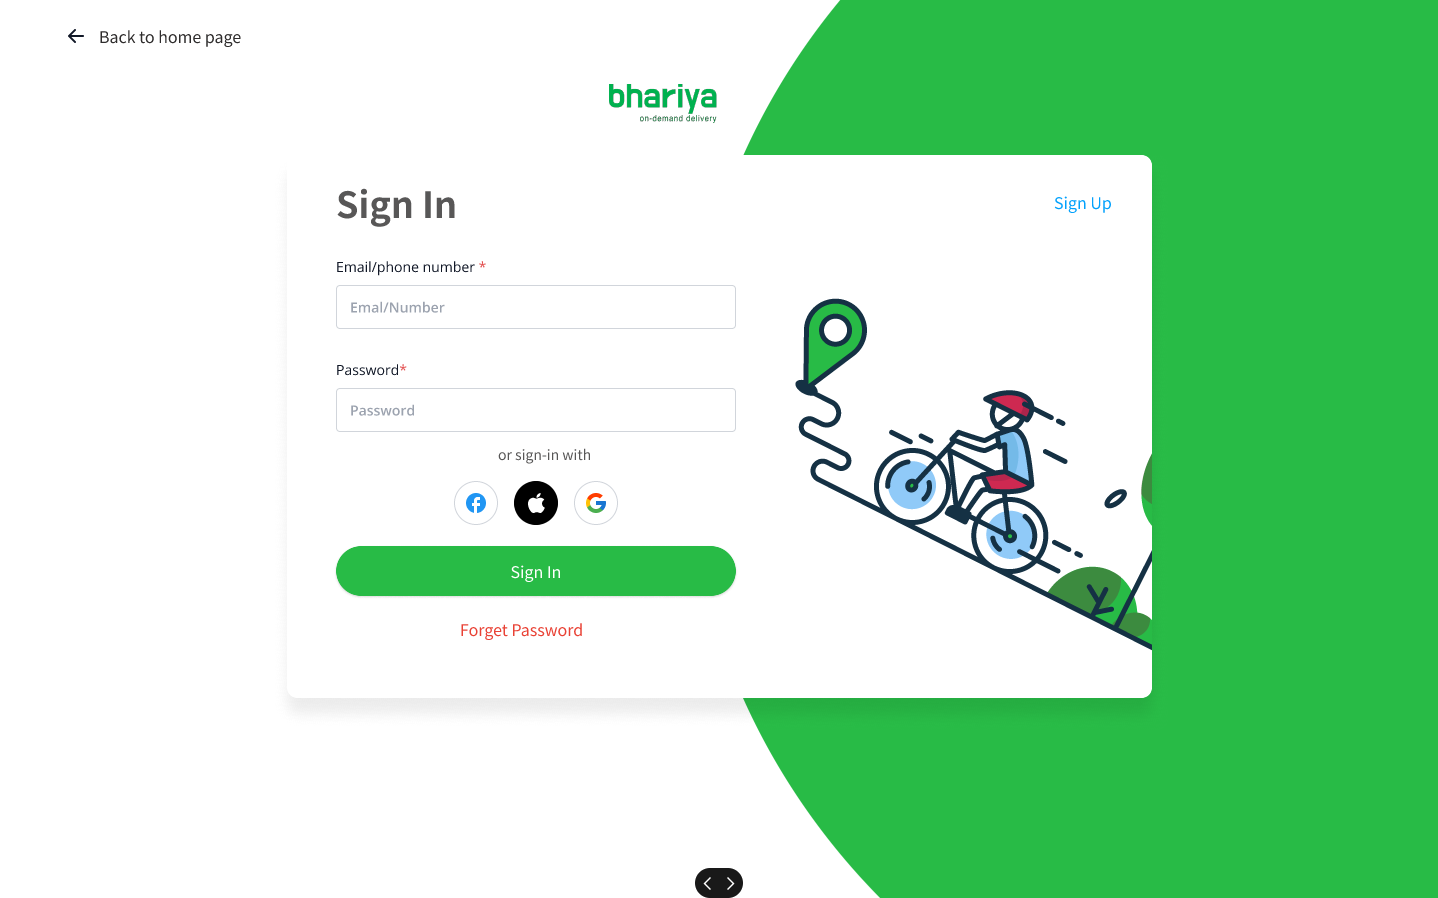 Back to home page
bhariya
on-demand delivery
Sign In
Sign Up
Email/phone number *
Emal/Number
Password*
Password
or sign-in with
Sign In
Forget Password